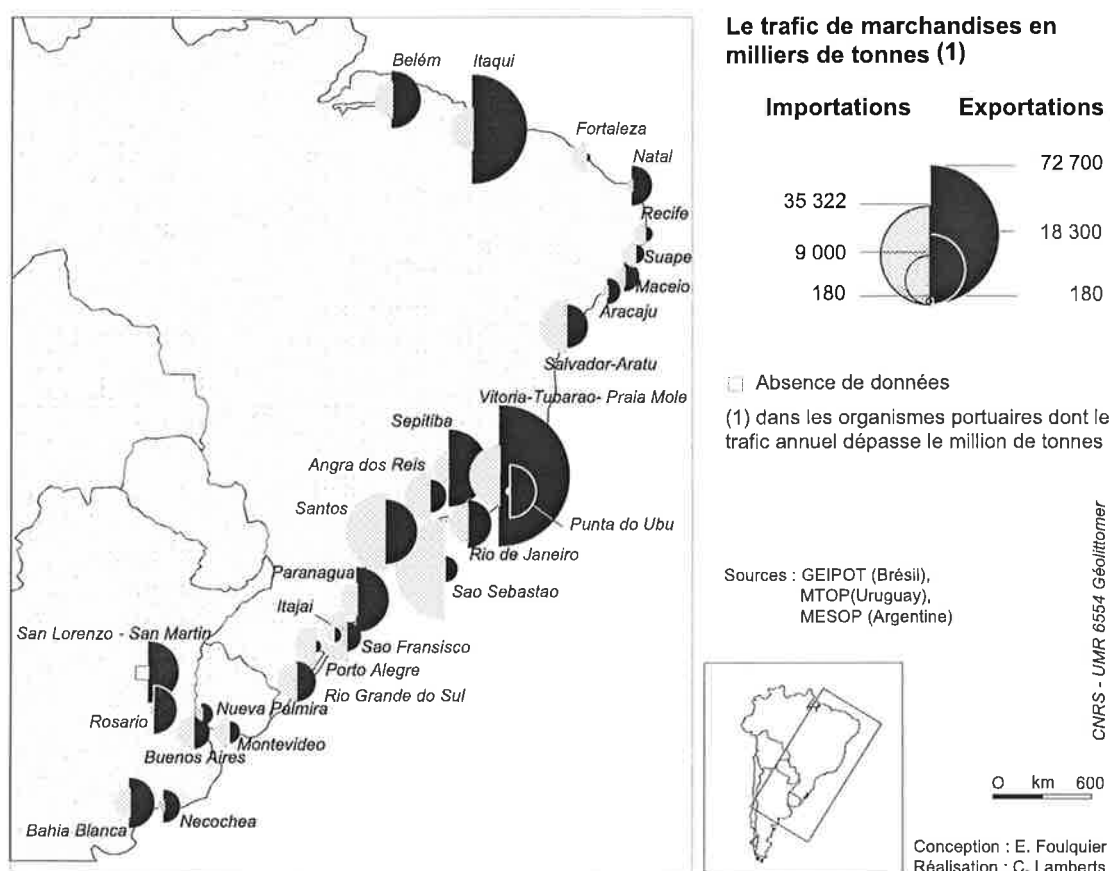 Belém
Itaqui
Fortaleza
Natal
Recife
Suape
Maceio
Aracaju
Salvador-Aratu
Vitoria-Tubarao- Praia Mole
Sepitiba
Angra dos Reis
Santos
Punta do Ubu
Rio de Janeiro
Sao Sebastao
Paranagua
Itajai
Sao Fransisco
San Lorenzo - San Martin
Porto Alegre
Rio Grande do Sul
Nueva Palmira
Rosario
Montevideo
Buenos Aires
Bahia Blanca
Necochea
Le trafic de marchandises en
milliers de tonnes (1)
Importations Exportations
72 700
35 322
18 300
9 000
180 180
Absence de données
(1) dans les organismes portuaires dont le
trafic annuel dépasse le million de tonnes
Sources : GEIPOT (Brésil),
MTOP(Uruguay),
MESOP (Argentine)
CNRS - UMR 6554 Géolittomer
O km 600
Conception : E. Foulquier
Réalisation : C. Lamberts